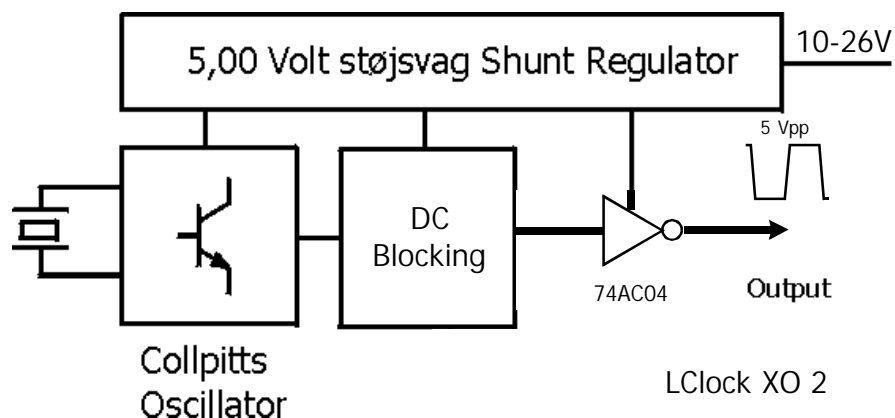 5,00 Volt støjsvag Shunt Regulator
10-26V
5 Vpp
DC
Blocking
74AC04
Output
Collpitts
Oscillator
LClock XO 2